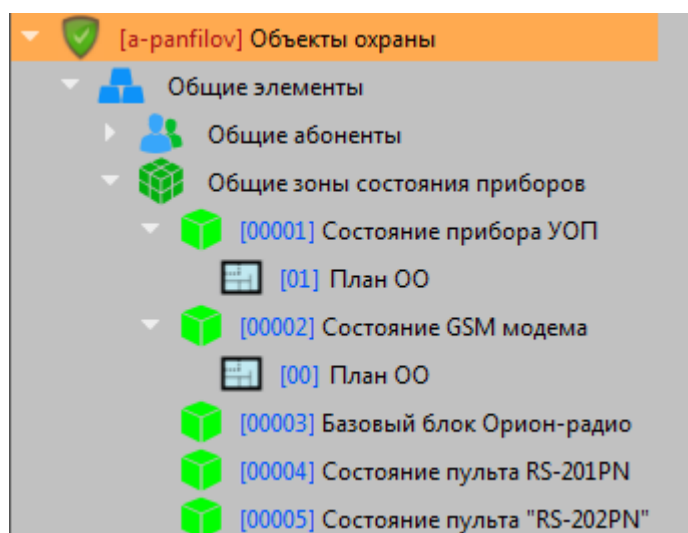 [a-panfilov] Объекты охраны
Общие элементы
Общие абоненты
Общие зоны состояния приборов
[00001] Состояние прибора УОП
[01] План ОО
[00002] Состояние GSM модема
[00] План ОО
[00003] Базовый блок Орион-радио
[00004] Состояние пульта RS-201PN
[00005] Состояние пульта "RS-202PN"